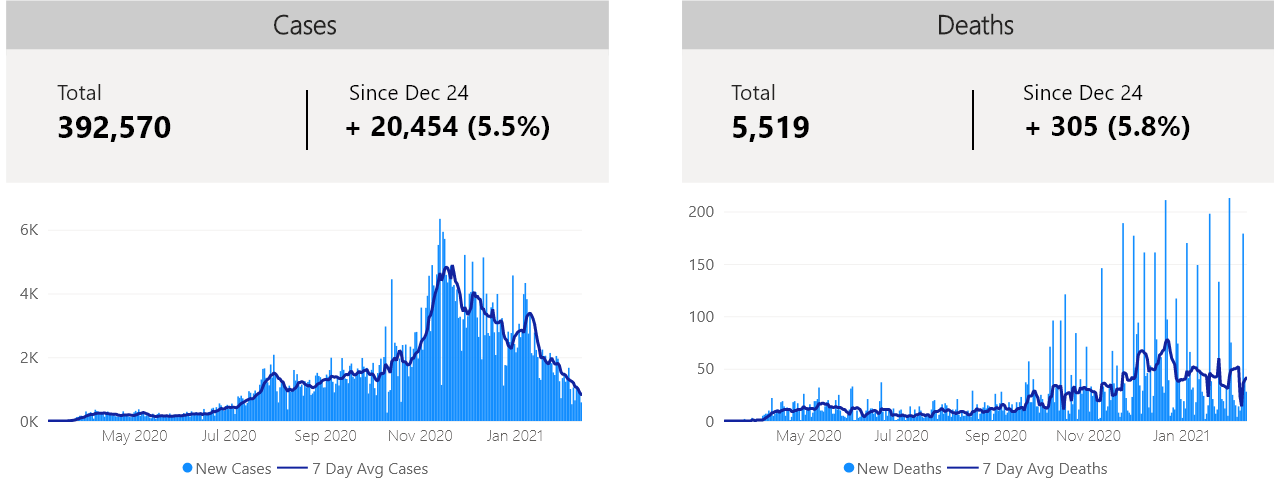 Cases
Total
392,570
Since Dec 24
+ 20,454 (5.5%)
6K
4K
2K
0K
May 2020 Jul 2020 Sep 2020 Nov 2020 Jan 2021
New Cases 7 Day Avg Cases
Deaths
Total
5,519
Since Dec 24
+ 305 (5.8%)
200
150
100
50
0
May 2020 Jul 2020 Sep 2020 Nov 2020 Jan 2021
New Deaths 7 Day Avg Deaths